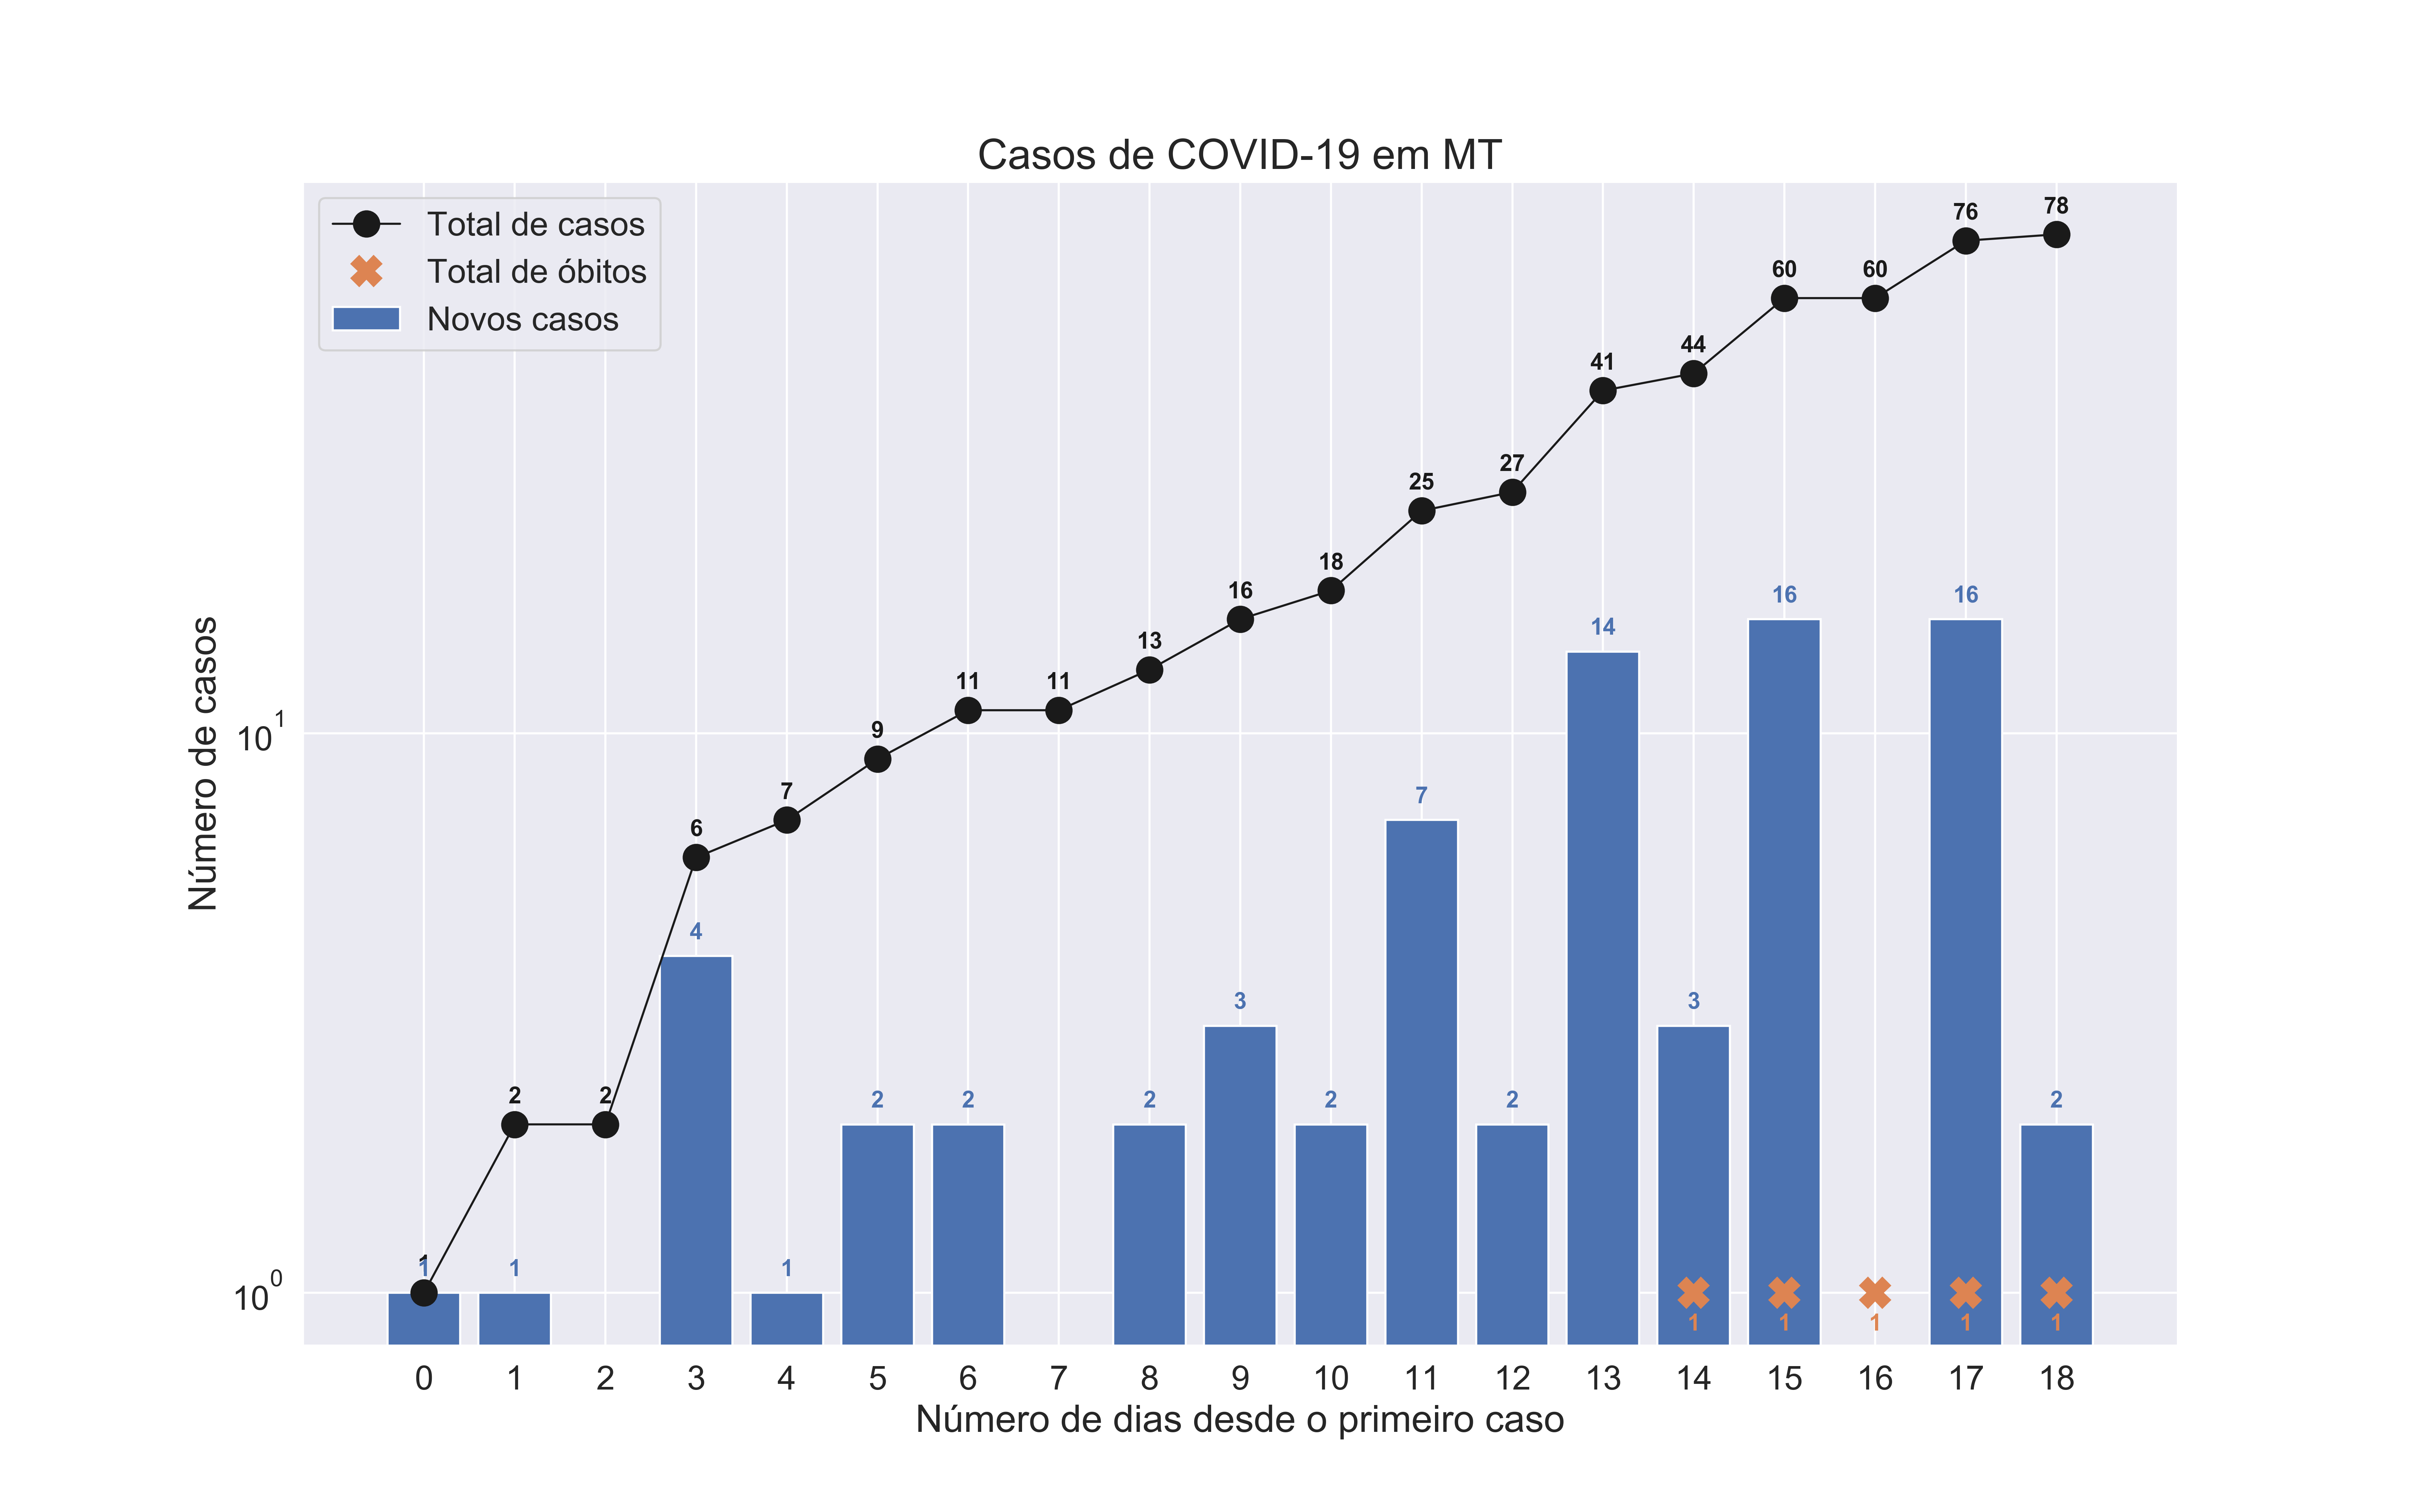 Casos de COVID-19 em MT
Total de casos
Total de óbitos
Novos casos
76 78
60 60
44
41
27
25
18
16
13
11 11
9
7
6
2 2
1
16 16
14
7
4
3 3
2 2 2 2 2 2
1 1 1
1 1 1 1 1
Número de casos
10^1
10^0
0 1 2 3 4 5 6 7 8 9 10 11 12 13 14 15 16 17 18
Número de dias desde o primeiro caso